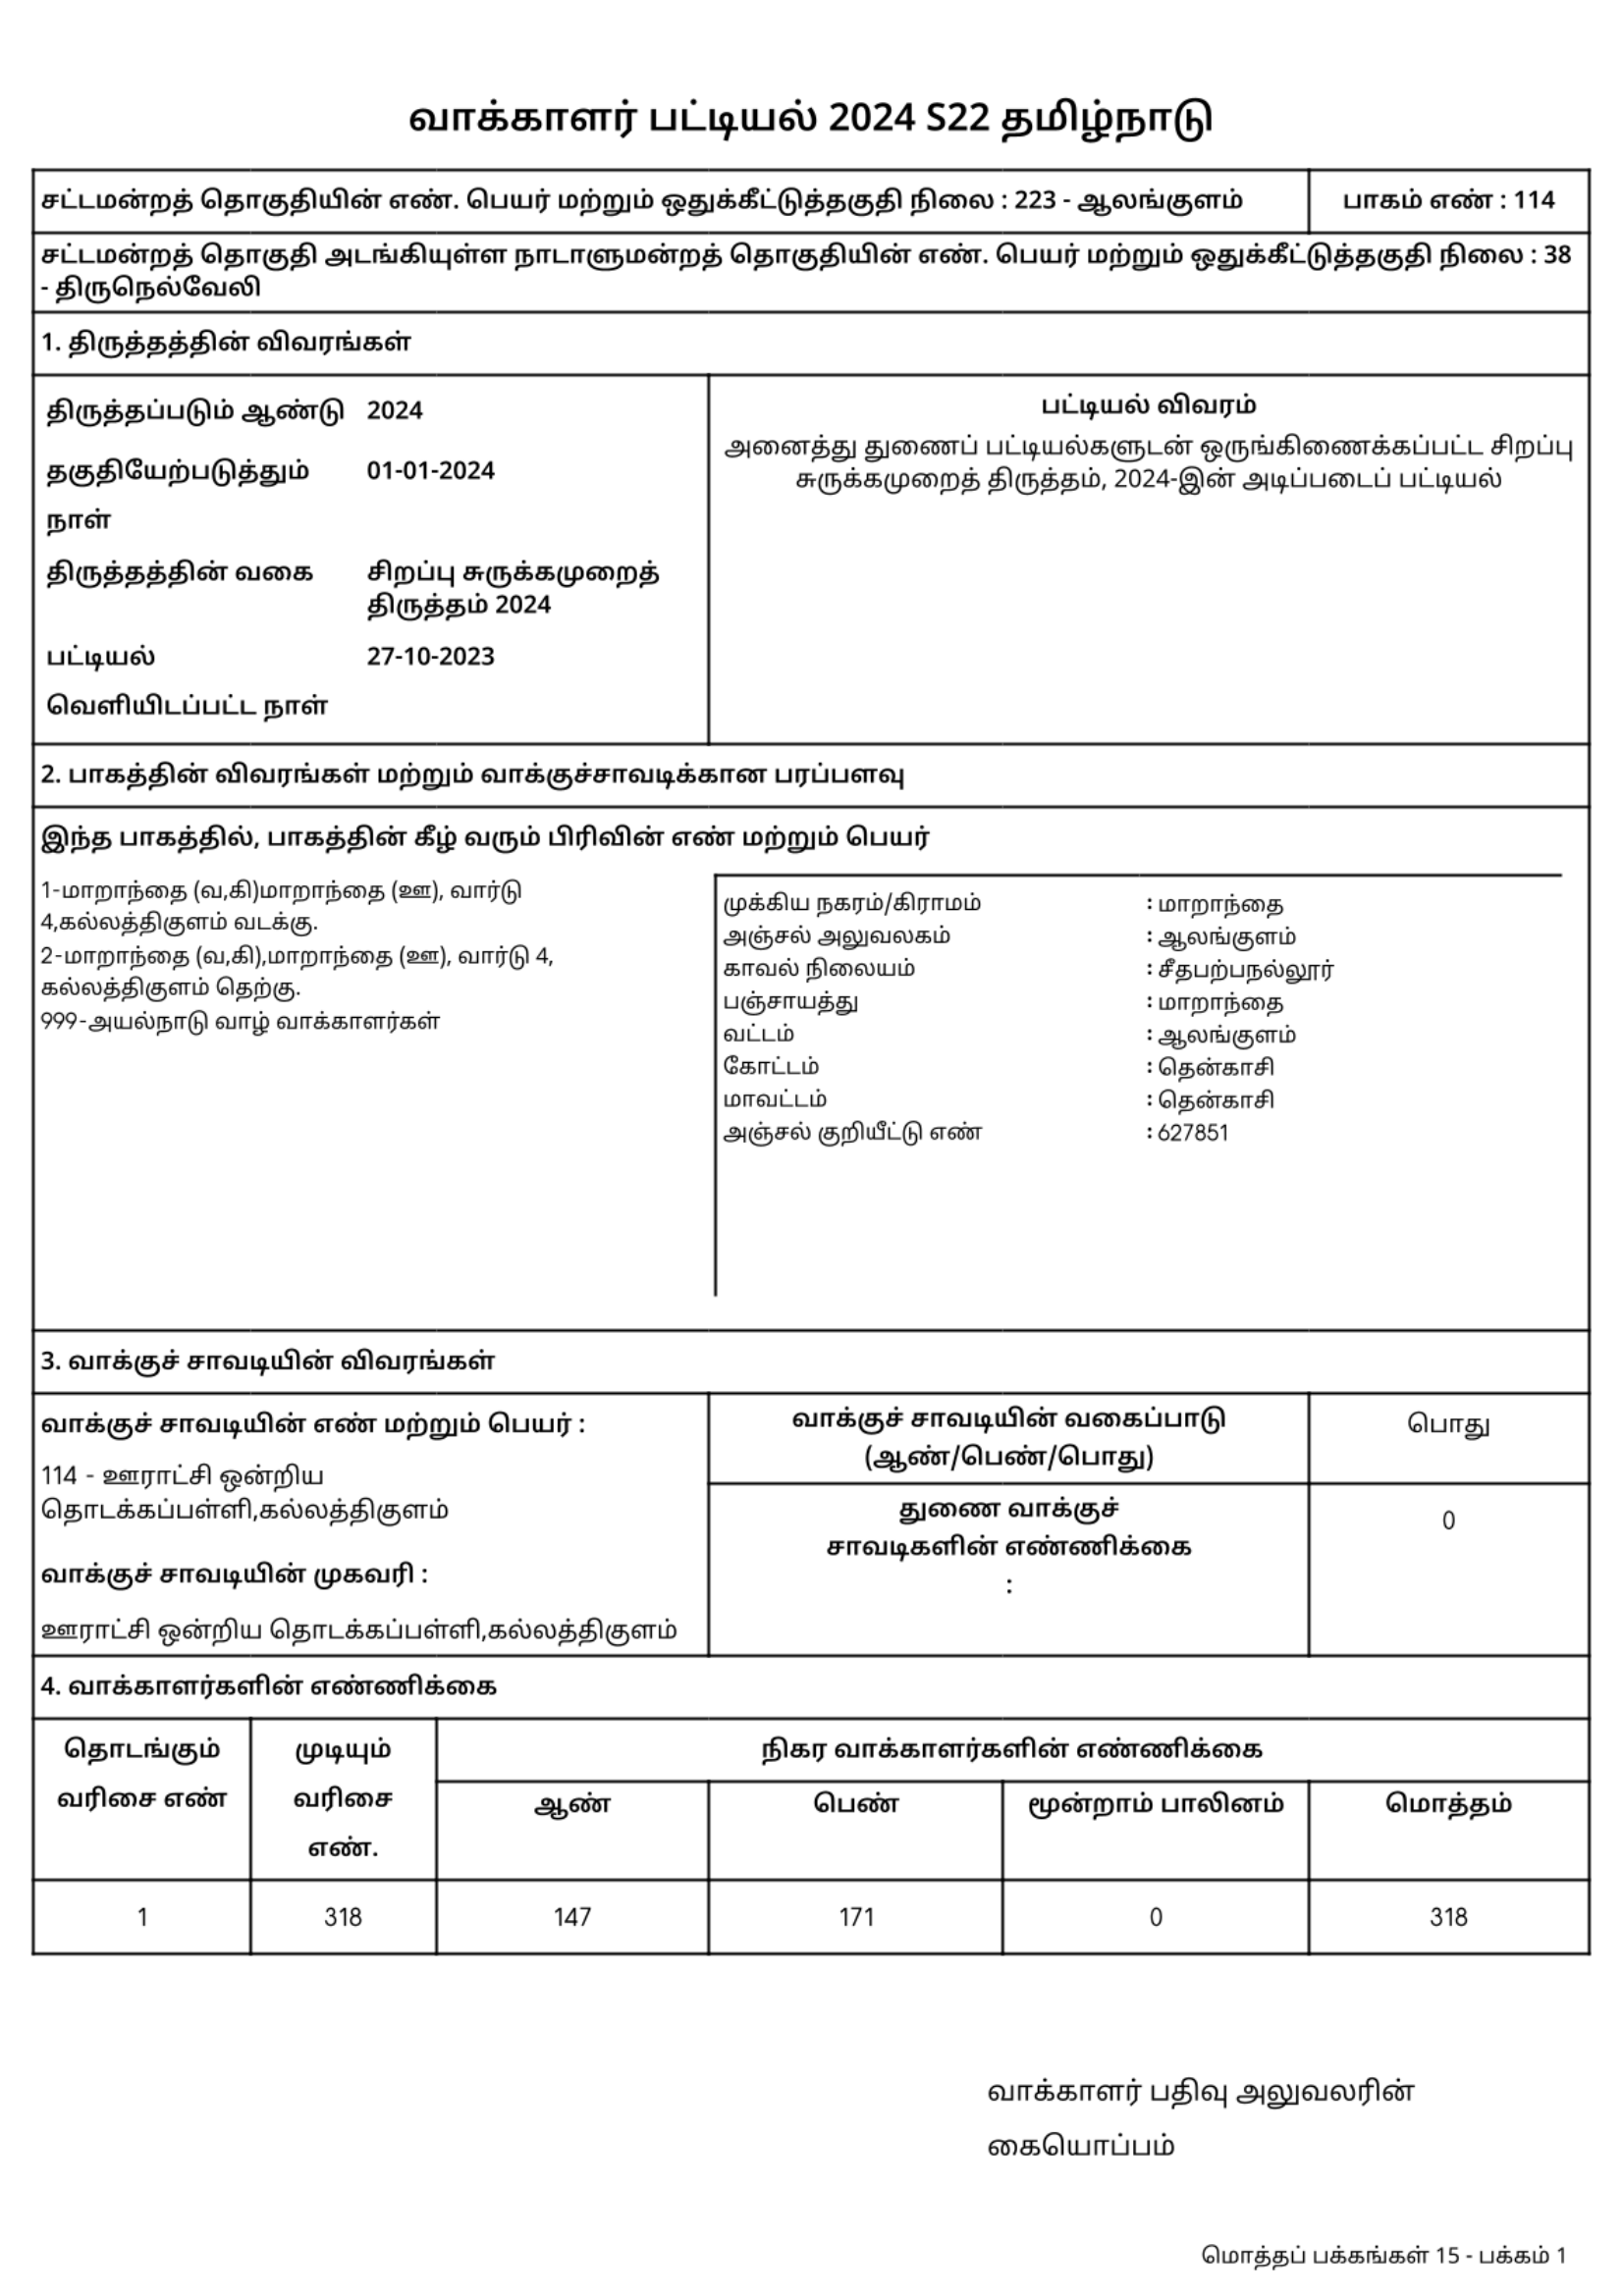 வாக்காளர் பட்டியல் 2024 S22 தமிழ்நாடு
சட்டமன்றத் தொகுதியின் எண். பெயர் மற்றும் ஒதுக்கீட்டுத்தகுதி நிலை : 223 - ஆலங்குளம்
பாகம் எண் : 114
சட்டமன்றத் தொகுதி அடங்கியுள்ள நாடாளுமன்றத் தொகுதியின் எண். பெயர் மற்றும் ஒதுக்கீட்டுத்தகுதி நிலை : 38
- திருநெல்வேலி
1. திருத்தத்தின் விவரங்கள்
திருத்தப்படும் ஆண்டு 2024
தகுதியேற்படுத்தும் 01-01-2024
நாள்
திருத்தத்தின் வகை சிறப்பு சுருக்கமுறைத்
திருத்தம் 2024
பட்டியல் 27-10-2023
வெளியிடப்பட்ட நாள்
பட்டியல் விவரம்
அனைத்து துணைப் பட்டியல்களுடன் ஒருங்கிணைக்கப்பட்ட சிறப்பு
சுருக்கமுறைத் திருத்தம், 2024-இன் அடிப்படைப் பட்டியல்
2. பாகத்தின் விவரங்கள் மற்றும் வாக்குச்சாவடிக்கான பரப்பளவு
இந்த பாகத்தில், பாகத்தின் கீழ் வரும் பிரிவின் எண் மற்றும் பெயர்
1-மாறாந்தை (வ,கி)மாறாந்தை (ஊ), வார்டு
4,கல்லத்திகுளம் வடக்கு.
2-மாறாந்தை (வ,கி),மாறாந்தை (ஊ), வார்டு 4,
கல்லத்திகுளம் தெற்கு.
999-அயல்நாடு வாழ் வாக்காளர்கள்
முக்கிய நகரம்/கிராமம் : மாறாந்தை
அஞ்சல் அலுவலகம் : ஆலங்குளம்
காவல் நிலையம் : சீதபற்பநல்லூர்
பஞ்சாயத்து : மாறாந்தை
வட்டம் : ஆலங்குளம்
கோட்டம் : தென்காசி
மாவட்டம் : தென்காசி
அஞ்சல் குறியீட்டு எண் : 627851
3. வாக்குச் சாவடியின் விவரங்கள்
வாக்குச் சாவடியின் எண் மற்றும் பெயர் :
114 - ஊராட்சி ஒன்றிய
தொடக்கப்பள்ளி,கல்லத்திகுளம்
வாக்குச் சாவடியின் முகவரி :
ஊராட்சி ஒன்றிய தொடக்கப்பள்ளி,கல்லத்திகுளம்
வாக்குச் சாவடியின் வகைப்பாடு
(ஆண்/பெண்/பொது)
பொது
துணை வாக்குச்
சாவடிகளின் எண்ணிக்கை
:
0
4. வாக்காளர்களின் எண்ணிக்கை
தொடங்கும்
வரிசை எண்
முடியும்
வரிசை
எண்.
நிகர வாக்காளர்களின் எண்ணிக்கை
ஆண் பெண் மூன்றாம் பாலினம் மொத்தம்
1 318 147 171 0 318
வாக்காளர் பதிவு அலுவலரின்
கையொப்பம்
மொத்தப் பக்கங்கள் 15 - பக்கம் 1